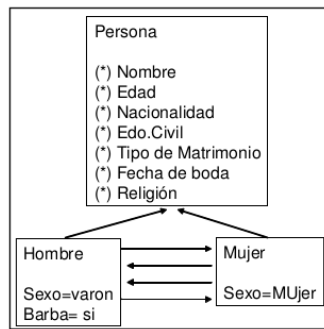 Persona
(*) Nombre
(*) Edad
(*) Nacionalidad
(*) Edo.Civil
(*) Tipo de Matrimonio
(*) Fecha de boda
(*) Religión
Hombre
Sexo=varon
Barba= si
Mujer
Sexo=MUjer